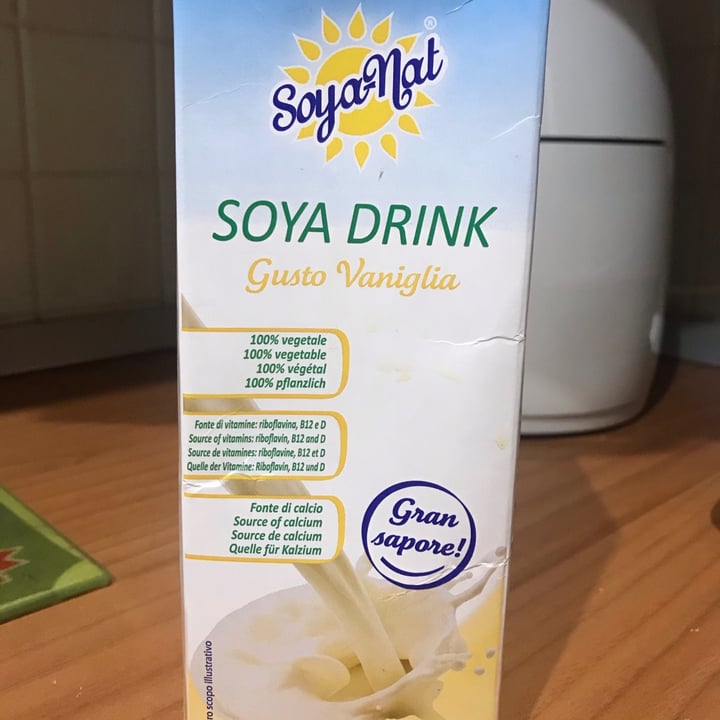 Soya-Nat®
SOYA DRINK
Gusto Vaniglia
100% vegetale
100% vegetable
100% végétal
100% pflanzlich
Fonte di vitamine: riboflavina, B12 e D
Source of vitamins: riboflavin, B12 and D
Source de vitamines: riboflavine, B12 et D
Quelle der Vitamine: Riboflavin, B12 und D
Fonte di calcio
Source of calcium
Source de calcium
Quelle für Kalzium
Gran
sapore!
scopo illustrativo